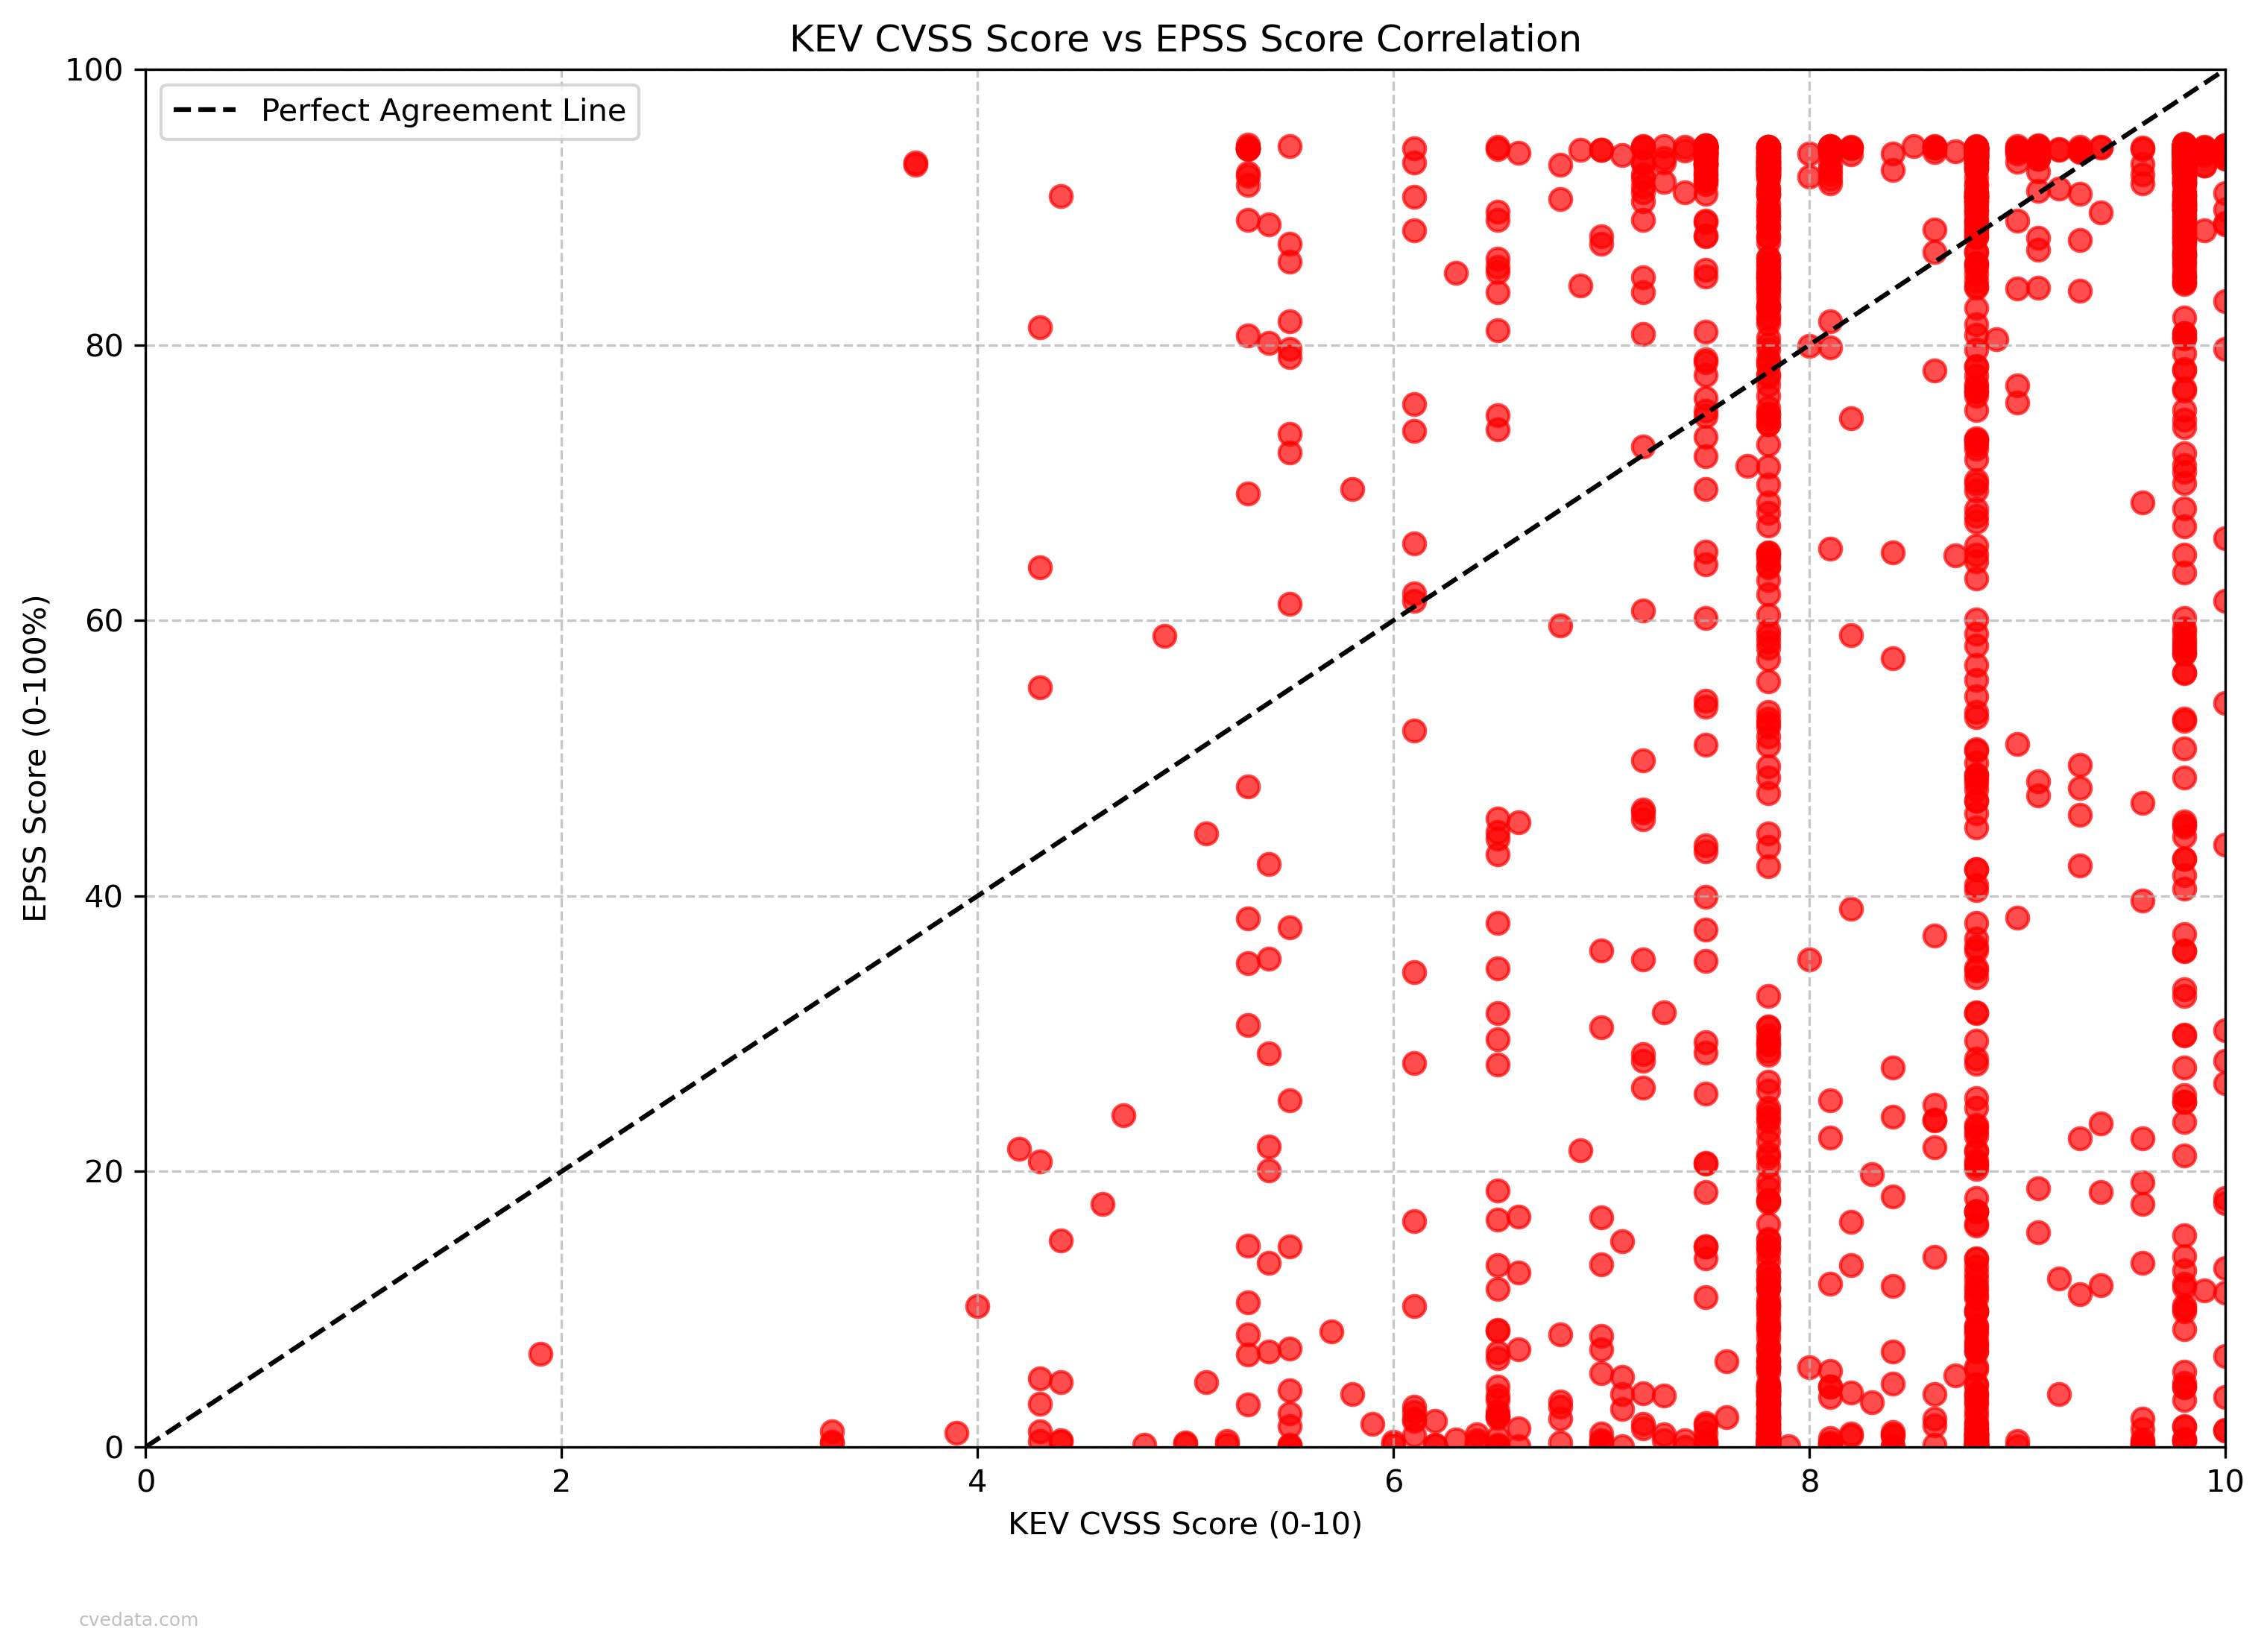 KEV CVSS Score vs EPSS Score Correlation
Perfect Agreement Line
EPSS Score (0-100%)
100
80
60
40
20
0
0 2 4 6 8 10
KEV CVSS Score (0-10)
cvedata.com